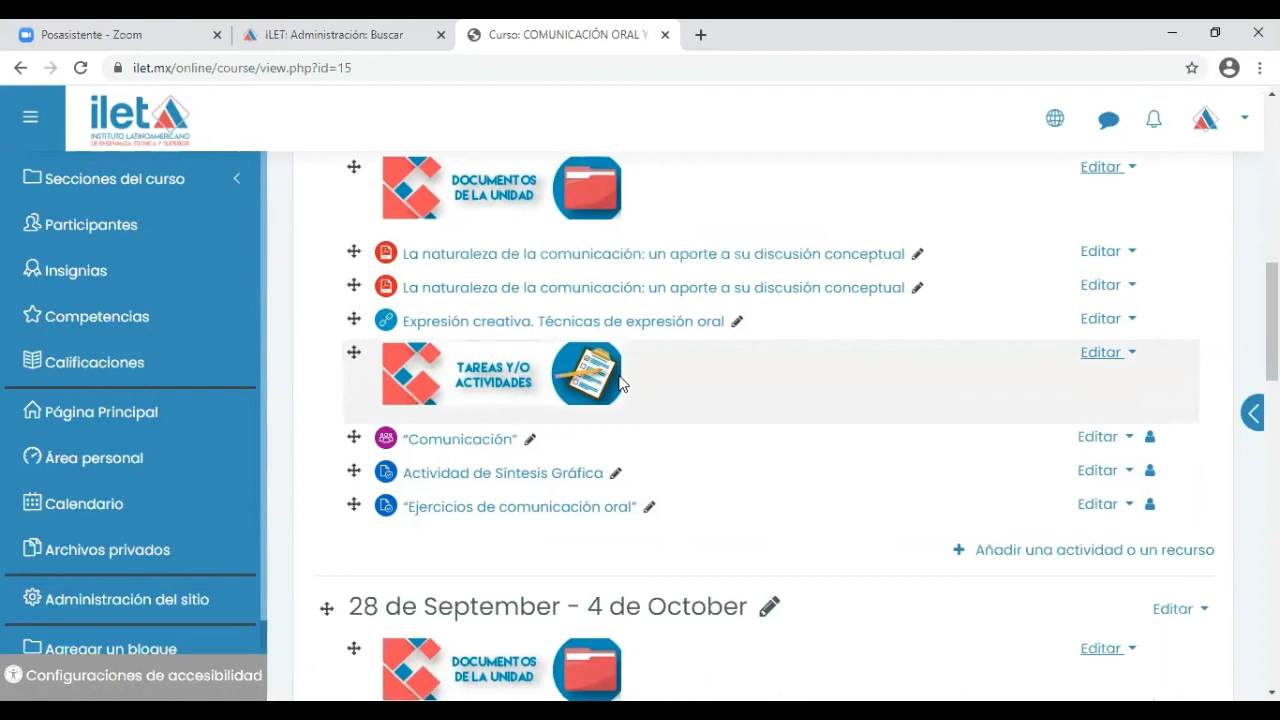 Posasistente - Zoom
iLET: Administración: Buscar
Curso: COMUNICACIÓN ORAL Y
ilet.mx/online/course/view.php?id=15
ilet
INSTITUTO LATINOAMERICANO
DE ENSEÑANZA TÉCNICA Y SUPERIOR
Secciones del curso
Participantes
Insignias
Competencias
Calificaciones
Página Principal
Área personal
Calendario
Archivos privados
Administración del sitio
Agregar un bloque
Configuraciones de accesibilidad
DOCUMENTOS
DE LA UNIDAD
Editar
La naturaleza de la comunicación: un aporte a su discusión conceptual
Editar
La naturaleza de la comunicación: un aporte a su discusión conceptual
Editar
Expresión creativa. Técnicas de expresión oral
Editar
TAREAS Y/O
ACTIVIDADES
Editar
“Comunicación”
Editar
Actividad de Síntesis Gráfica
Editar
“Ejercicios de comunicación oral”
Editar
Añadir una actividad o un recurso
28 de September - 4 de October
Editar
DOCUMENTOS
DE LA UNIDAD
Editar